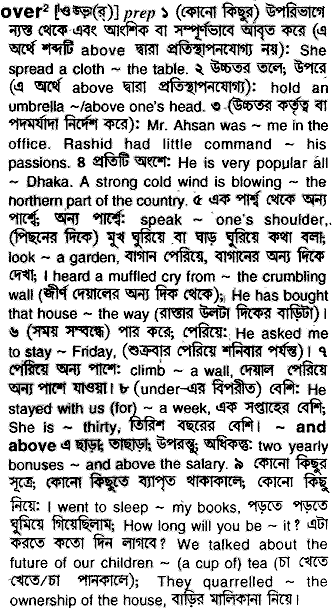 over² [ওভ্যা(র্)] prep ১ (কোনো কিছুর) উপরিভাগে
ন্যস্ত থেকে এবং আংশিক বা সম্পূর্ণভাবে আবৃত করে (এ
অর্থে শব্দটি above দ্বারা প্রতিস্থাপনযোগ্য নয়): She
spread a cloth ~ the table. ২ উচ্চতর তলে; উপরে
(এ অর্থে above দ্বারা প্রতিস্থাপনযোগ্য): hold an
umbrella ~/above one's head. ৩ (উচ্চতর কর্তৃত্ব বা
পদমর্যাদা নির্দেশ করে): Mr. Ahsan was ~ me in the
office. Rashid had little command ~ his
passions. ৪ প্রতিটি অংশে: He is very popular all
~ Dhaka. A strong cold wind is blowing ~ the
northern part of the country. ৫ এক পার্শ্ব থেকে অন্য
পার্শ্বে; অন্য পার্শ্বে: speak ~ one's shoulder,.
(পিছনের দিকে) মুখ ঘুরিয়ে বা ঘাড় ঘুরিয়ে কথা বলা;
look ~ a garden, বাগান পেরিয়ে, বাগানের অন্য দিকে
দেখা; I heard a muffled cry from ~ the crumbling
wall (জীর্ণ দেয়ালের অন্য দিক থেকে); He has bought
that house ~ the way (রাস্তার উলটা দিকের বাড়িটা)।
৬ (সময় সম্বন্ধে) পার করে; পেরিয়ে: He asked me
to stay ~ Friday, (শুক্রবার পেরিয়ে শনিবার পর্যন্ত)। ৭
পেরিয়ে অন্য পাশে: climb ~ a wall, দেয়াল পেরিয়ে
অন্য পাশে যাওয়া। ৮ (under-এর বিপরীত) বেশি: He
stayed with us (for) ~ a week, এক সপ্তাহের বেশি;
She is ~ thirty, তিরিশ বছরের বেশি। ~ and
above এ ছাড়া; তাছাড়া; উপরন্তু; অধিকন্তু: two yearly
bonuses ~ and above the salary. ৯ কোনো কিছুর
সূত্রে; কোনো কিছুতে ব্যাপৃত থাকাকালে; কোনো কিছু
নিয়ে: I went to sleep ~ my books, পড়তে পড়তে
ঘুমিয়ে গিয়েছিলাম; How long will you be ~ it? এটা
করতে কতো দিন লাগবে? We talked about the
future of our children ~ (a cup of) tea (চা খেতে
খেতে/চা পানকালে); They quarrelled ~ the
ownership of the house, বাড়ির মালিকানা নিয়ে।